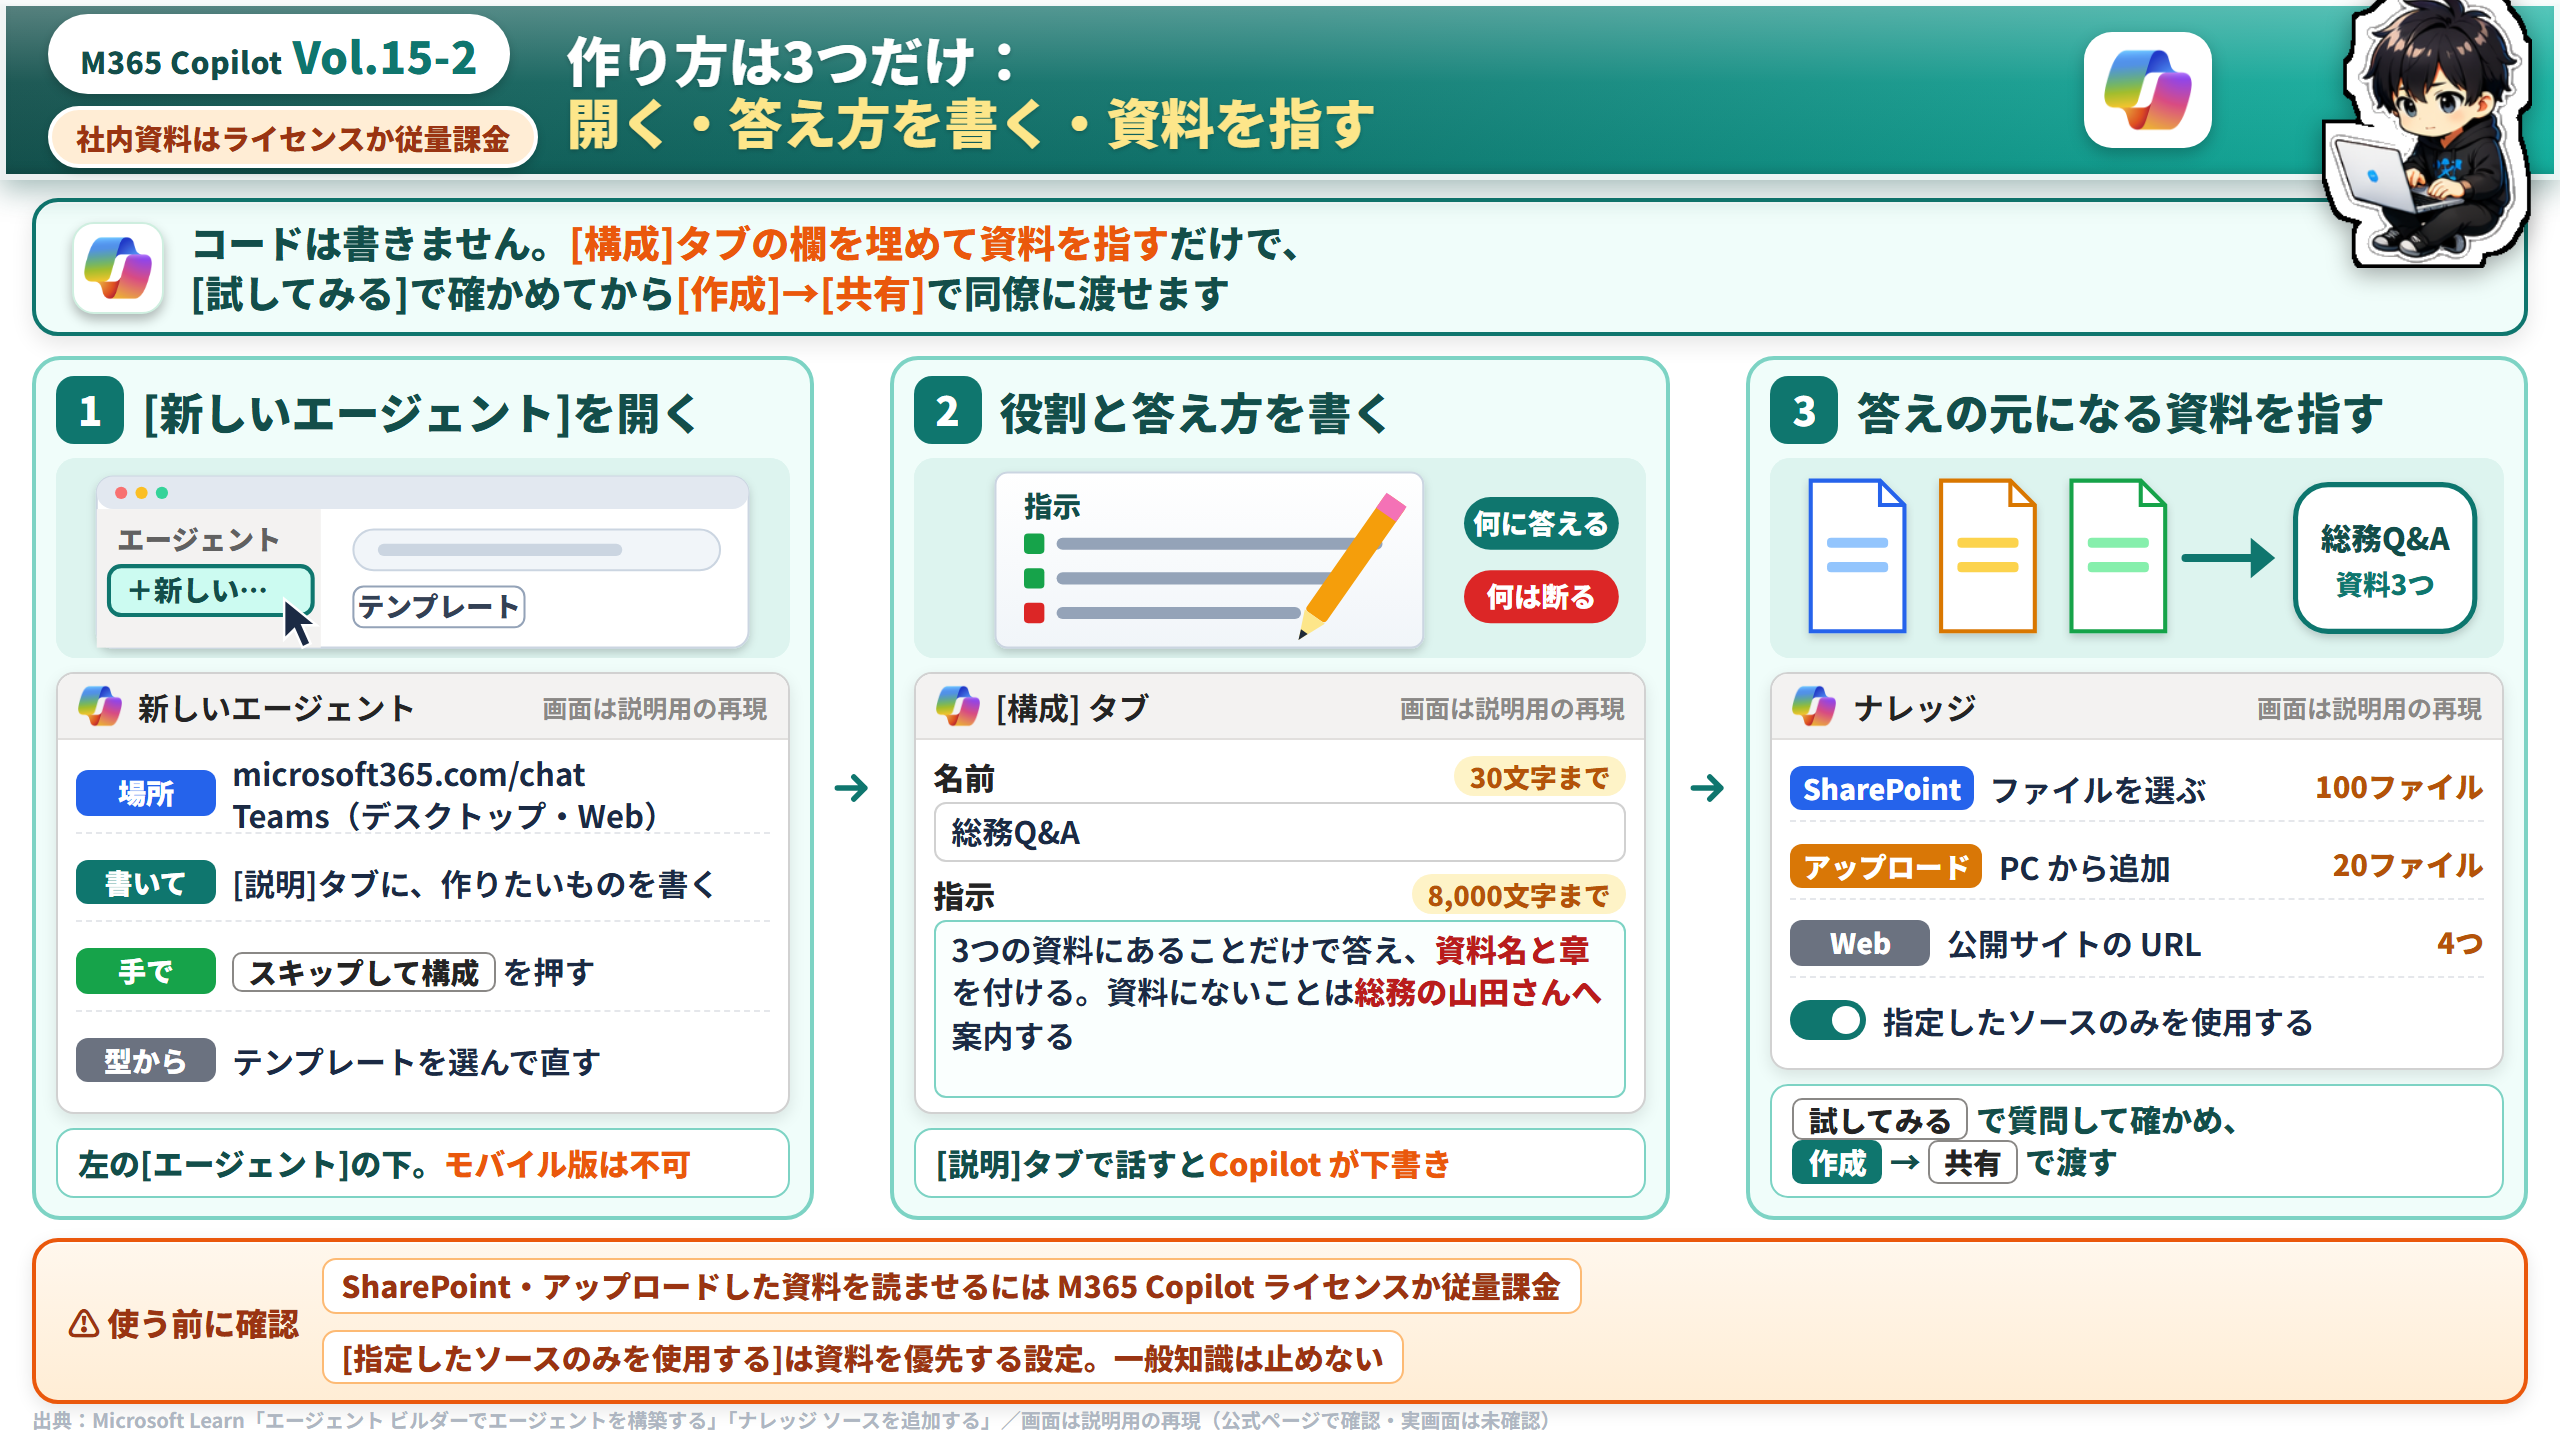 M365 Copilot Vol.15-2
社内資料はライセンスか従量課金
作り方は3つだけ：
開く・答え方を書く・資料を指す
コードは書きません。[構成]タブの欄を埋めて資料を指すだけで、
[試してみる]で確かめてから[作成]→[共有]で同僚に渡せます
1 [新しいエージェント]を開く
エージェント
＋新しい…
テンプレート
新しいエージェント 画面は説明用の再現
場所 microsoft365.com/chat
Teams（デスクトップ・Web）
書いて [説明]タブに、作りたいものを書く
手で スキップして構成 を押す
型から テンプレートを選んで直す
左の[エージェント]の下。モバイル版は不可
→
2 役割と答え方を書く
指示
何に答える
何は断る
[構成] タブ 画面は説明用の再現
名前 30文字まで
総務Q&A
指示 8,000文字まで
3つの資料にあることだけで答え、資料名と章
を付ける。資料にないことは総務の山田さんへ
案内する
[説明]タブで話すとCopilot が下書き
→
3 答えの元になる資料を指す
総務Q&A
資料3つ
ナレッジ 画面は説明用の再現
SharePoint ファイルを選ぶ 100ファイル
アップロード PC から追加 20ファイル
Web 公開サイトの URL 4つ
指定したソースのみを使用する
試してみる で質問して確かめ、
作成 → 共有 で渡す
⚠ 使う前に確認
SharePoint・アップロードした資料を読ませるには M365 Copilot ライセンスか従量課金
[指定したソースのみを使用する]は資料を優先する設定。一般知識は止めない
出典：Microsoft Learn「エージェント ビルダーでエージェントを構築する」「ナレッジ ソースを追加する」／画面は説明用の再現（公式ページで確認・実画面は未確認）